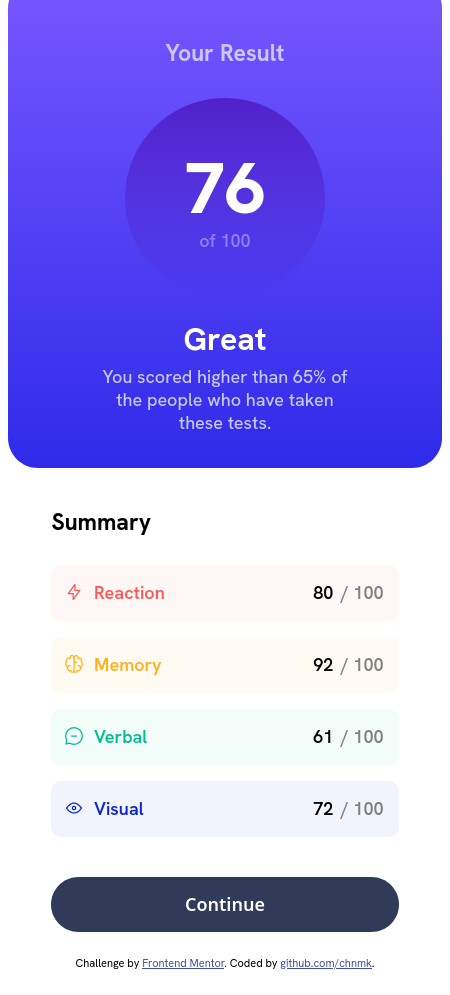 Your Result
76
of 100
Great
You scored higher than 65% of
the people who have taken
these tests.
Summary
Reaction 80 / 100
Memory 92 / 100
Verbal 61 / 100
Visual 72 / 100
Continue
Challenge by Frontend Mentor. Coded by github.com/chnmk.